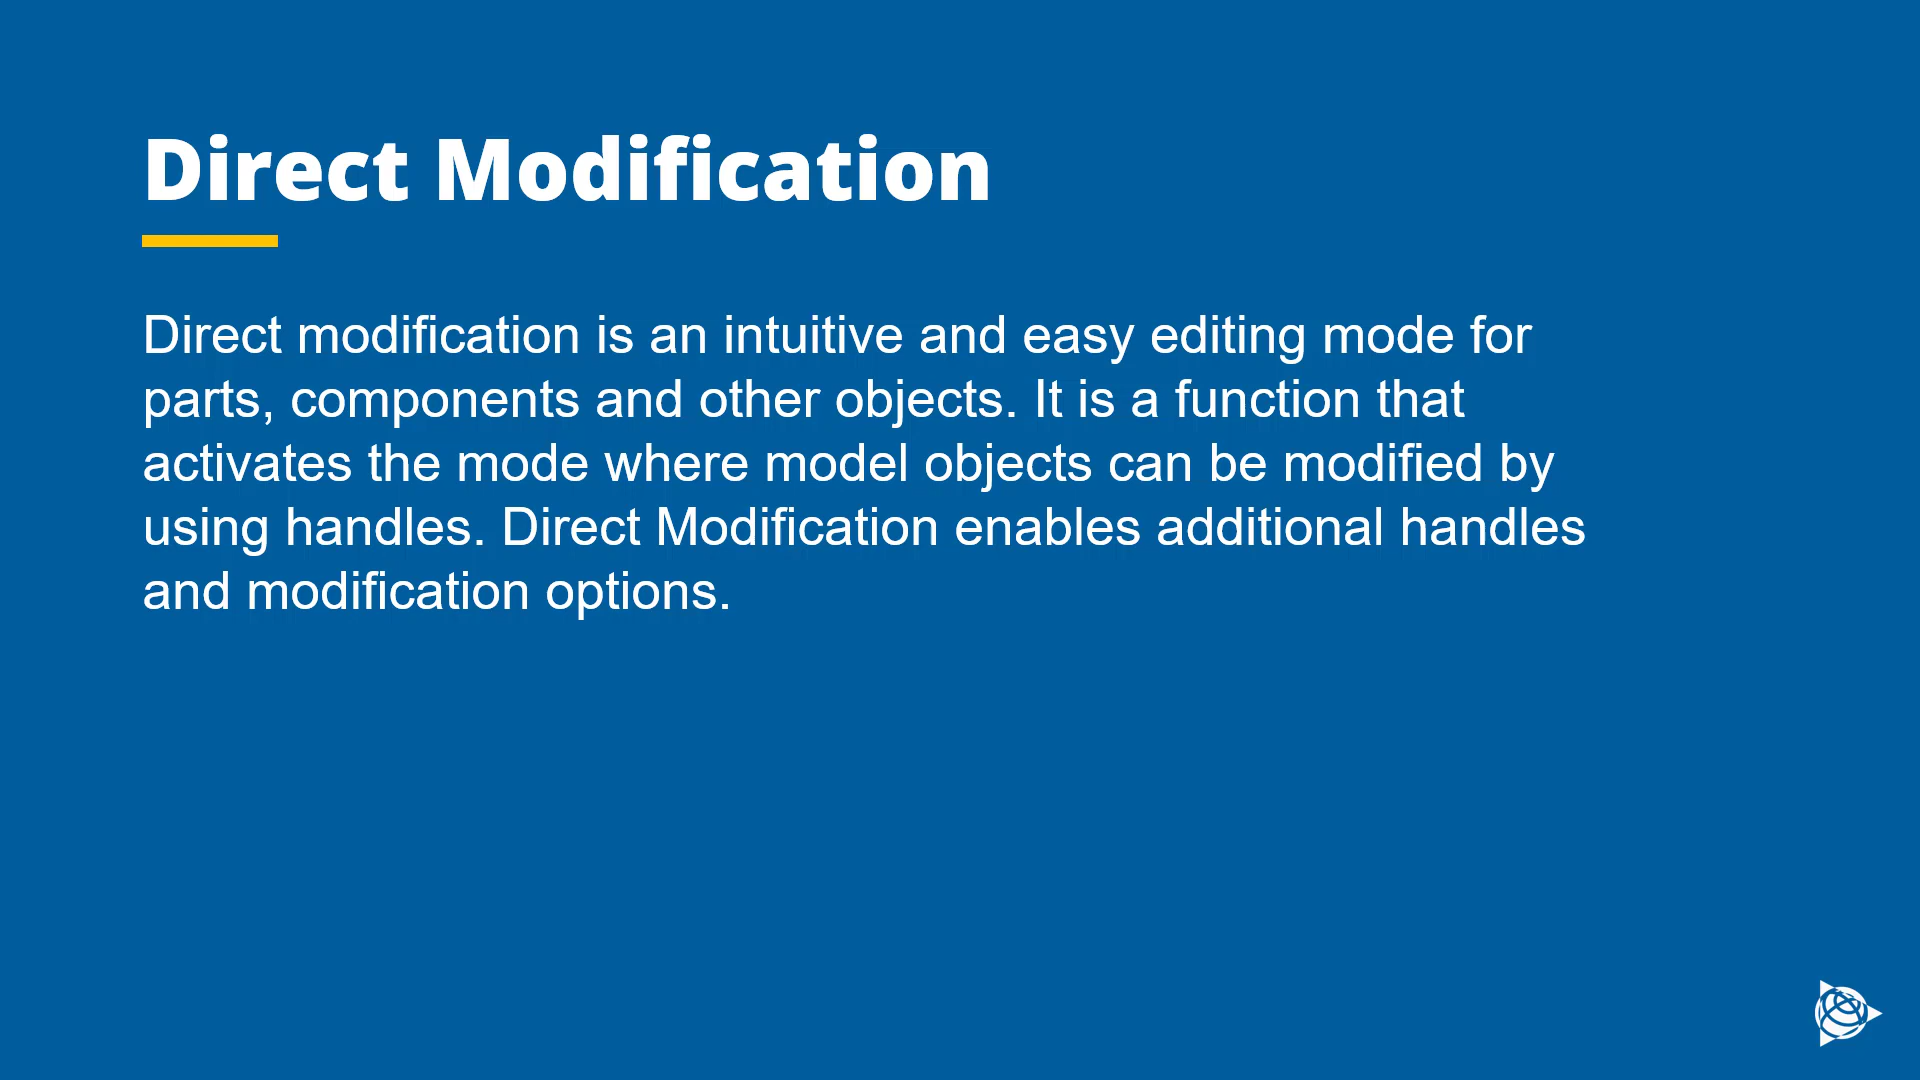 Direct Modification
Direct modification is an intuitive and easy editing mode for
parts, components and other objects. It is a function that
activates the mode where model objects can be modified by
using handles. Direct Modification enables additional handles
and modification options.